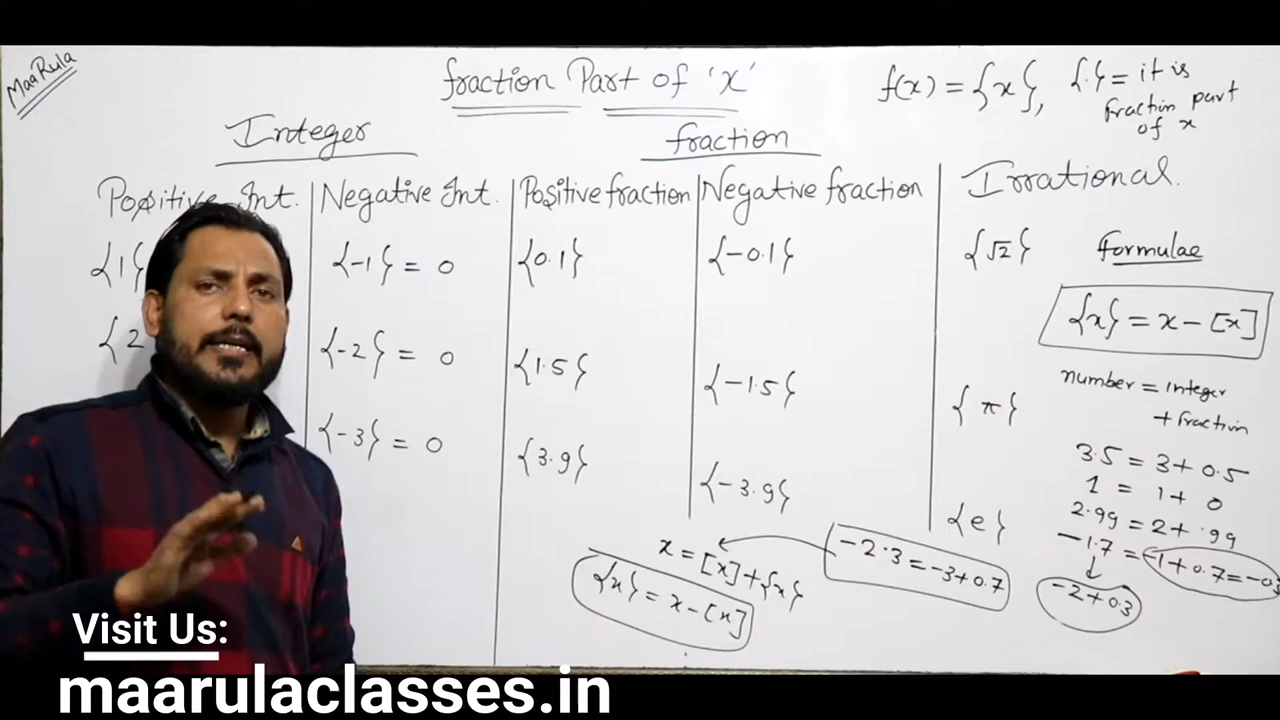 MaaRula
fraction Part of 'x'
f(x) = {x}, {.} = it is
fraction part
of x
Integer
fraction
Positive Int.
Negative Int.
Positive fraction
Negative fraction
Irrational.
{1}
{2
{-1} = 0
{-2} = 0
{-3} = 0
{0.1}
{1.5}
{3.9}
{-0.1}
{-1.5}
{-3.9}
{√2}
{π}
{e}
formulae
{x} = x - [x]
number = integer
+ fraction
3.5 = 3 + 0.5
1 = 1 + 0
2.99 = 2 + .99
-1.7 = -1 + 0.7 = -0.3
-2 + 0.3
x = [x] + {x}
{x} = x - [x]
-2.3 = -3 + 0.7
Visit Us:
maarulaclasses.in